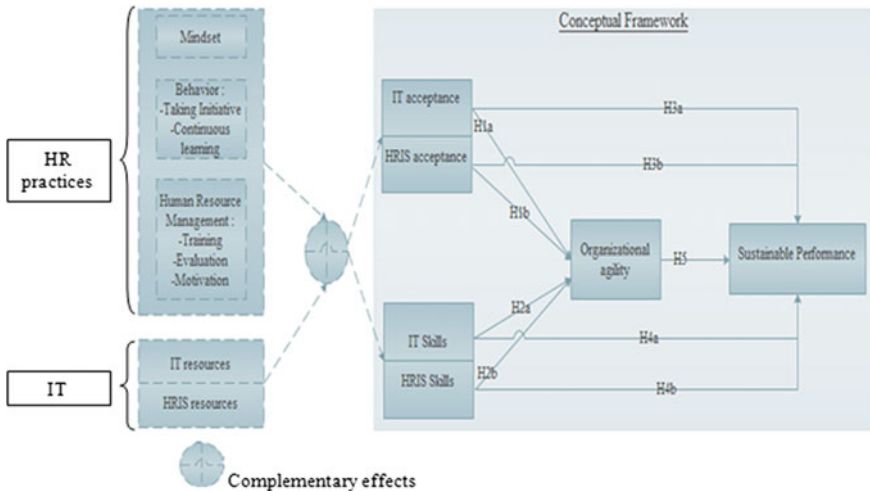 Conceptual Framework
HR
practices
Mindset
Behavior :
-Taking Initiative
-Continuous
learning
Human Resource
Management :
-Training
-Evaluation
-Motivation
IT
IT resources
HRIS resources
IT acceptance
HRIS acceptance
IT Skills
HRIS Skills
H1a
H1b
H2a
H2b
H3a
H3b
Organizational
agility
H5
Sustainable Performance
H4a
H4b
Complementary effects